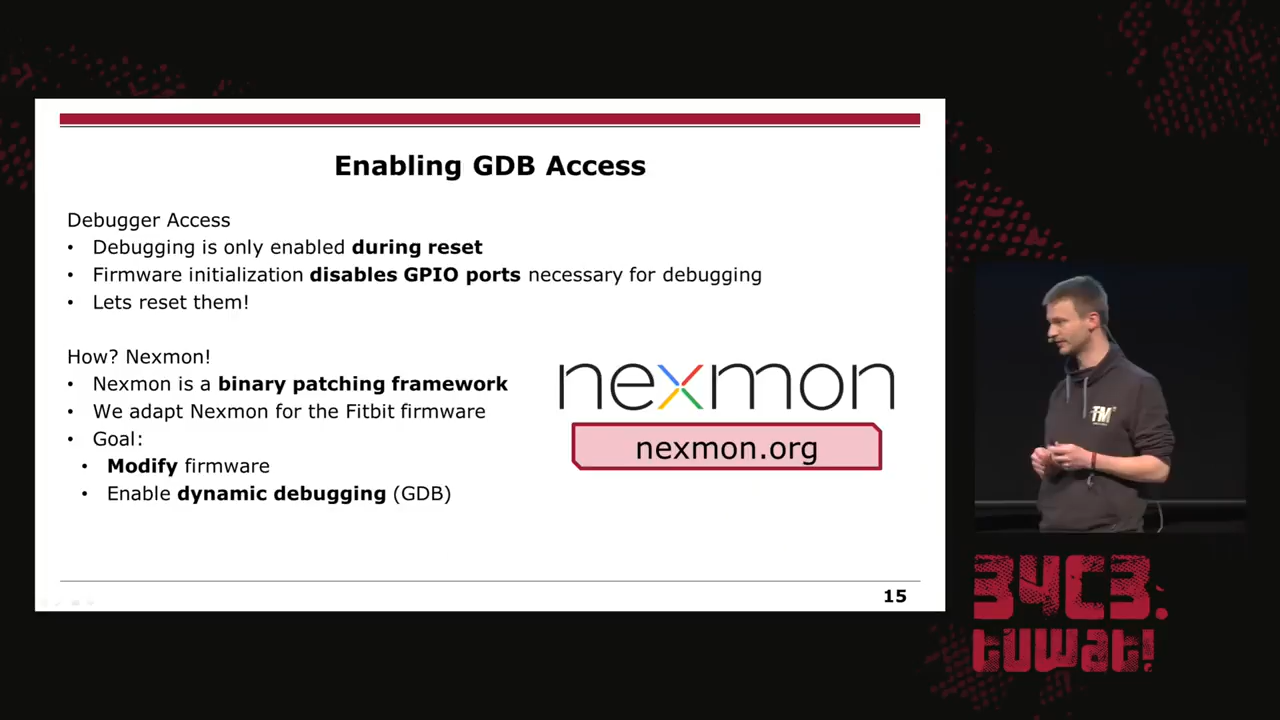 Enabling GDB Access
Debugger Access
• Debugging is only enabled during reset
• Firmware initialization disables GPIO ports necessary for debugging
• Lets reset them!
How? Nexmon!
• Nexmon is a binary patching framework
• We adapt Nexmon for the Fitbit firmware
• Goal:
• Modify firmware
• Enable dynamic debugging (GDB)
nexmon
nexmon.org
15
TM
34C3.
tuwat!